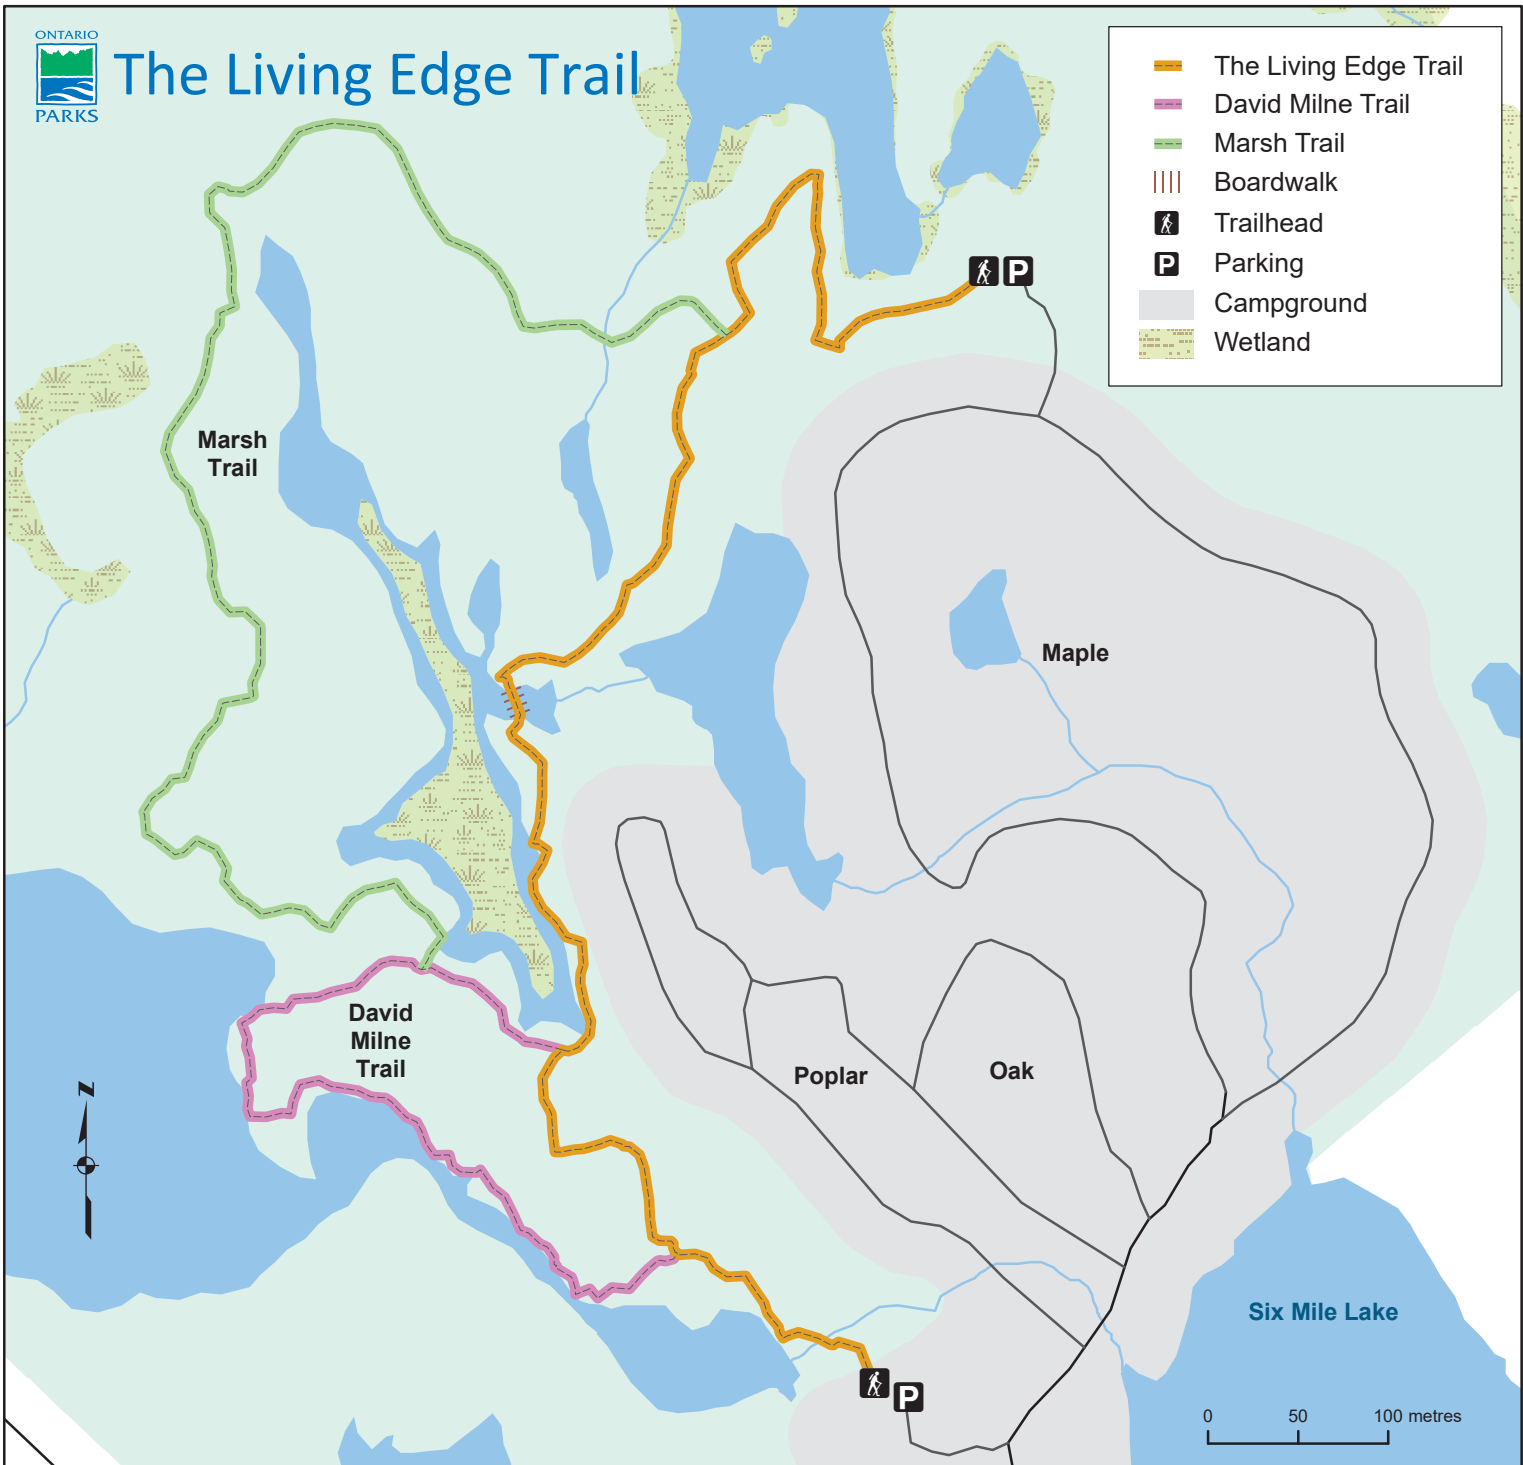 ONTARIO
PARKS
The Living Edge Trail
The Living Edge Trail
David Milne Trail
Marsh Trail
Boardwalk
Trailhead
P
Parking
Campground
Wetland
P
Marsh
Trail
Maple
David
Milne
Trail
Poplar
Oak
N
Six Mile Lake
P
0 50 100 metres